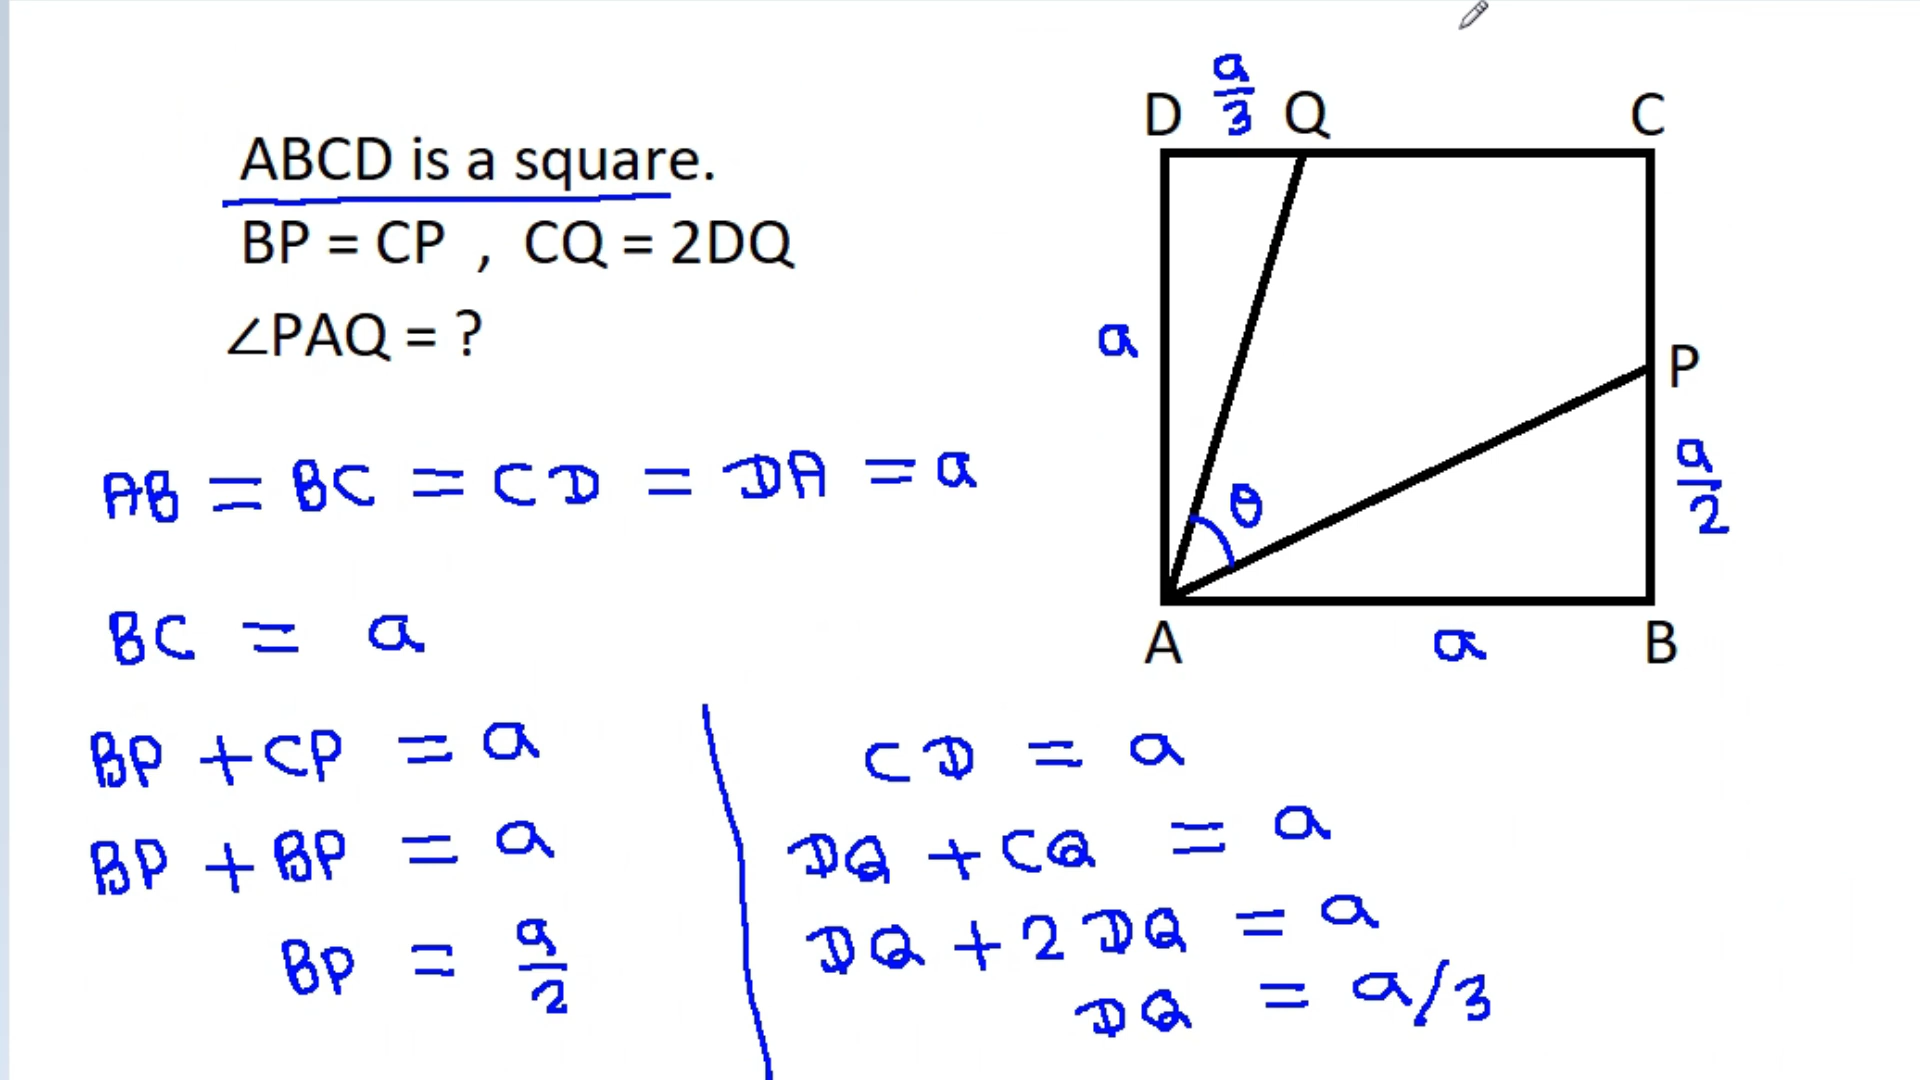 ABCD is a square.
BP = CP , CQ = 2DQ
∠PAQ = ?
AB = BC = CD = DA = a
BC = a
BP + CP = a
BP + BP = a
BP = a/2
CD = a
DQ + CQ = a
DQ + 2DQ = a
DQ = a/3
D a/3 Q C
a
P
a/2
θ
A a B